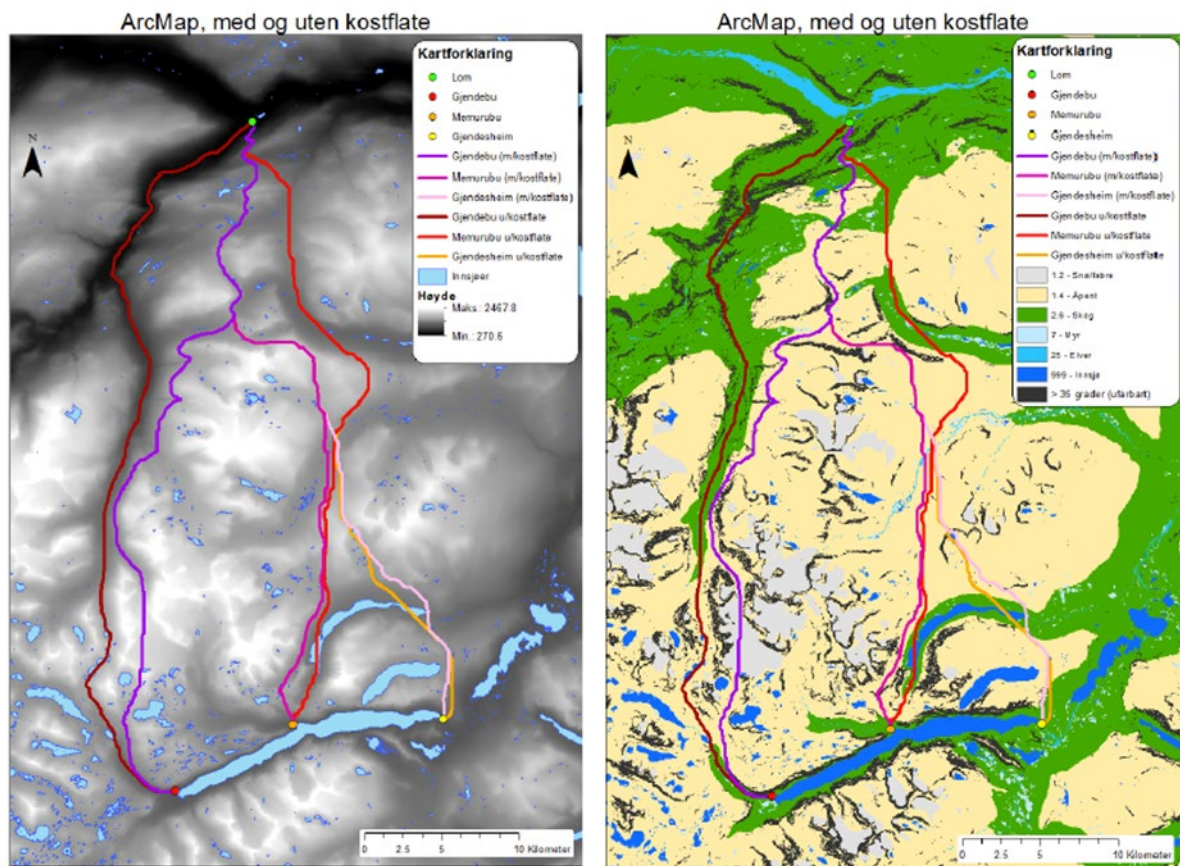 ArcMap, med og uten kostflate
Kartforklaring
Lom
Gjendebu
Memurubu
Gjendesheim
Gjendebu (m/kostflate)
Memurubu (m/kostflate)
Gjendesheim (m/kostflate)
Gjendebu u/kostflate
Memurubu u/kostflate
Gjendesheim u/kostflate
Innsjøer
Høyde
Maks.: 2467.8
Min.: 270.6
N
0 2.5 5 10 Kilometer
ArcMap, med og uten kostflate
Kartforklaring
Lom
Gjendebu
Memurubu
Gjendesheim
Gjendebu (m/kostflate)
Memurubu (m/kostflate)
Gjendesheim (m/kostflate)
Gjendebu u/kostflate
Memurubu u/kostflate
Gjendesheim u/kostflate
1.2 - Snø/Isbre
1.4 - Åpent
2.6 - Skog
7 - Myr
25 - Elver
999 - Innsjø
> 35 grader (ufarbart)
N
0 2.5 5 10 Kilometer